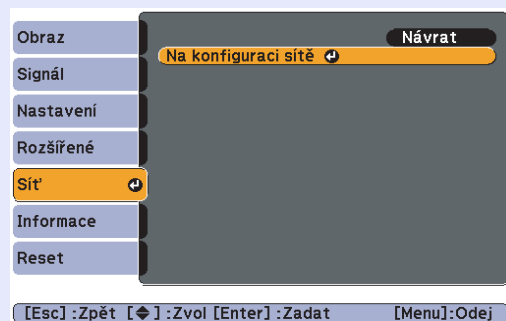 Obraz
Signál
Nastavení
Rozšířené
Síť
Informace
Reset
Návrat
Na konfiguraci sítě
[Esc] :Zpět [◆] :Zvol [Enter] :Zadat [Menu]:Odej